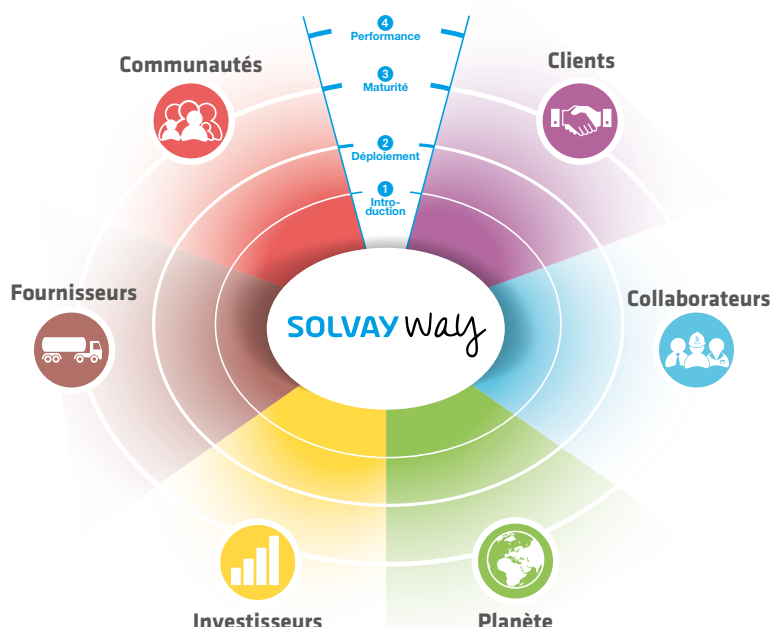 4
Performance
Communautés
Clients
3
Maturité
2
Déploiement
1
Intro-
duction
Fournisseurs
Collaborateurs
SOLVAY way
Investisseurs
Planète